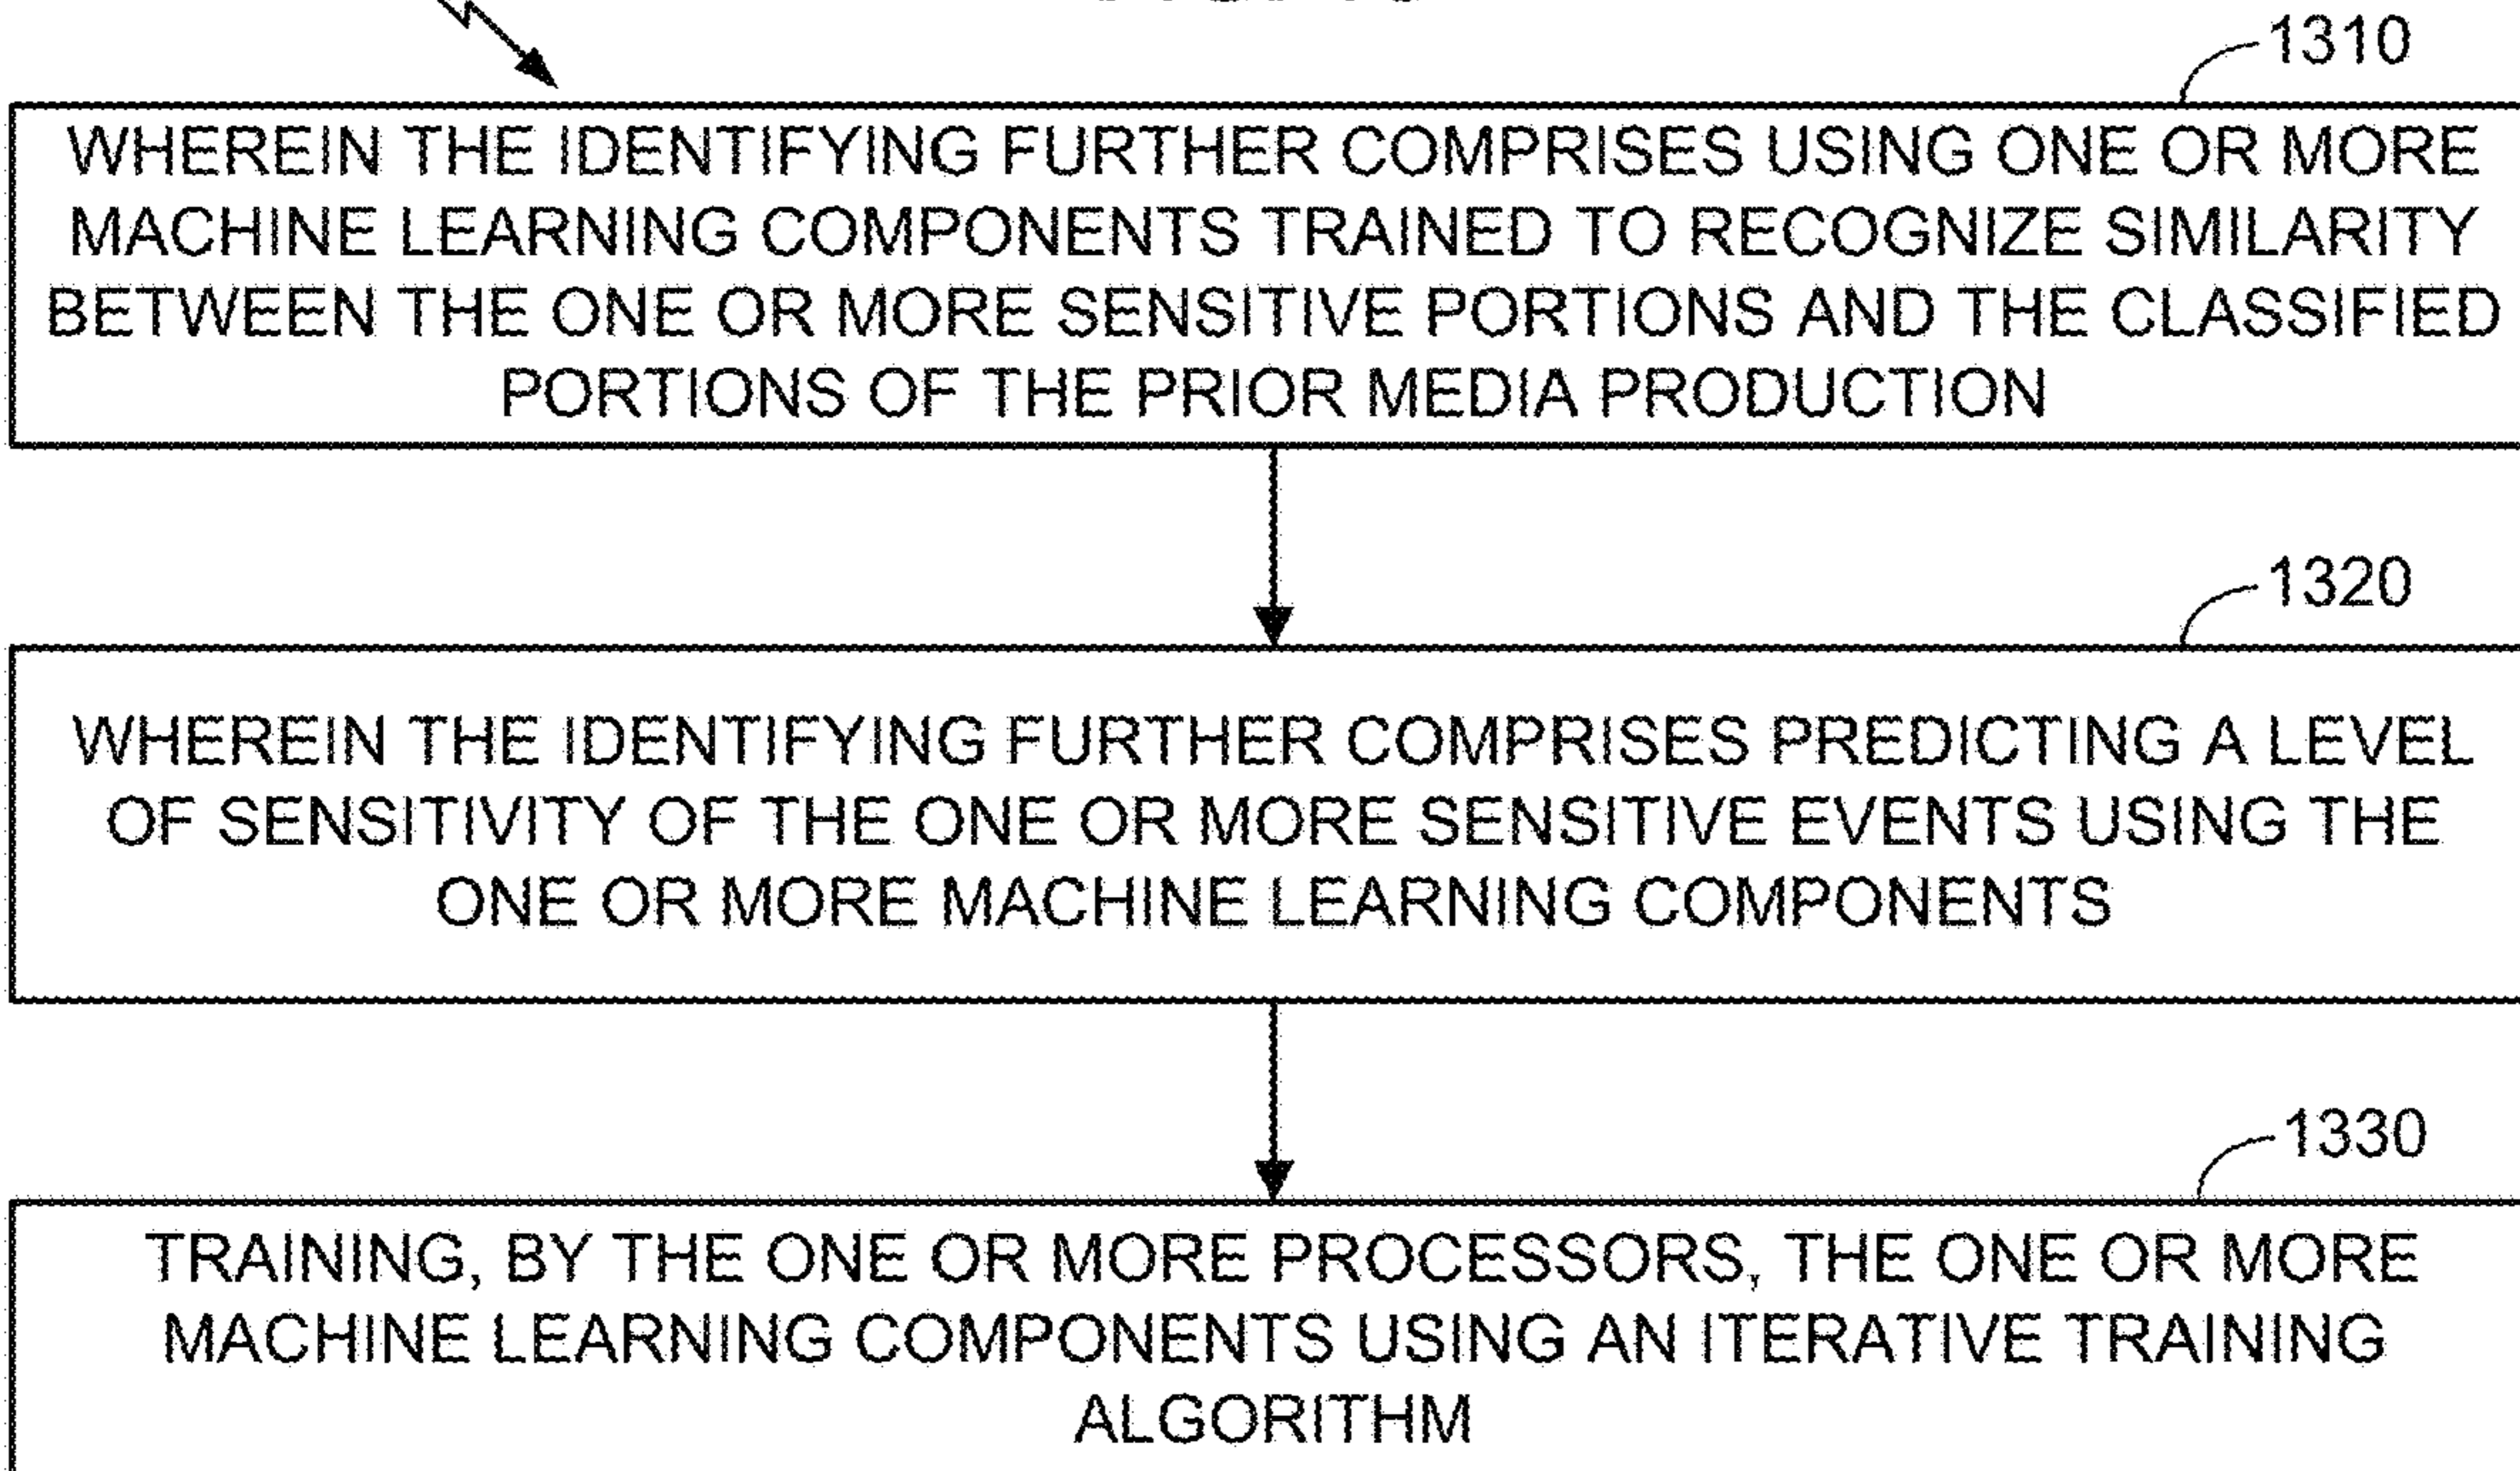 1310
WHEREIN THE IDENTIFYING FURTHER COMPRISES USING ONE OR MORE
MACHINE LEARNING COMPONENTS TRAINED TO RECOGNIZE SIMILARITY
BETWEEN THE ONE OR MORE SENSITIVE PORTIONS AND THE CLASSIFIED
PORTIONS OF THE PRIOR MEDIA PRODUCTION
1320
WHEREIN THE IDENTIFYING FURTHER COMPRISES PREDICTING A LEVEL
OF SENSITIVITY OF THE ONE OR MORE SENSITIVE EVENTS USING THE
ONE OR MORE MACHINE LEARNING COMPONENTS
1330
TRAINING, BY THE ONE OR MORE PROCESSORS, THE ONE OR MORE
MACHINE LEARNING COMPONENTS USING AN ITERATIVE TRAINING
ALGORITHM